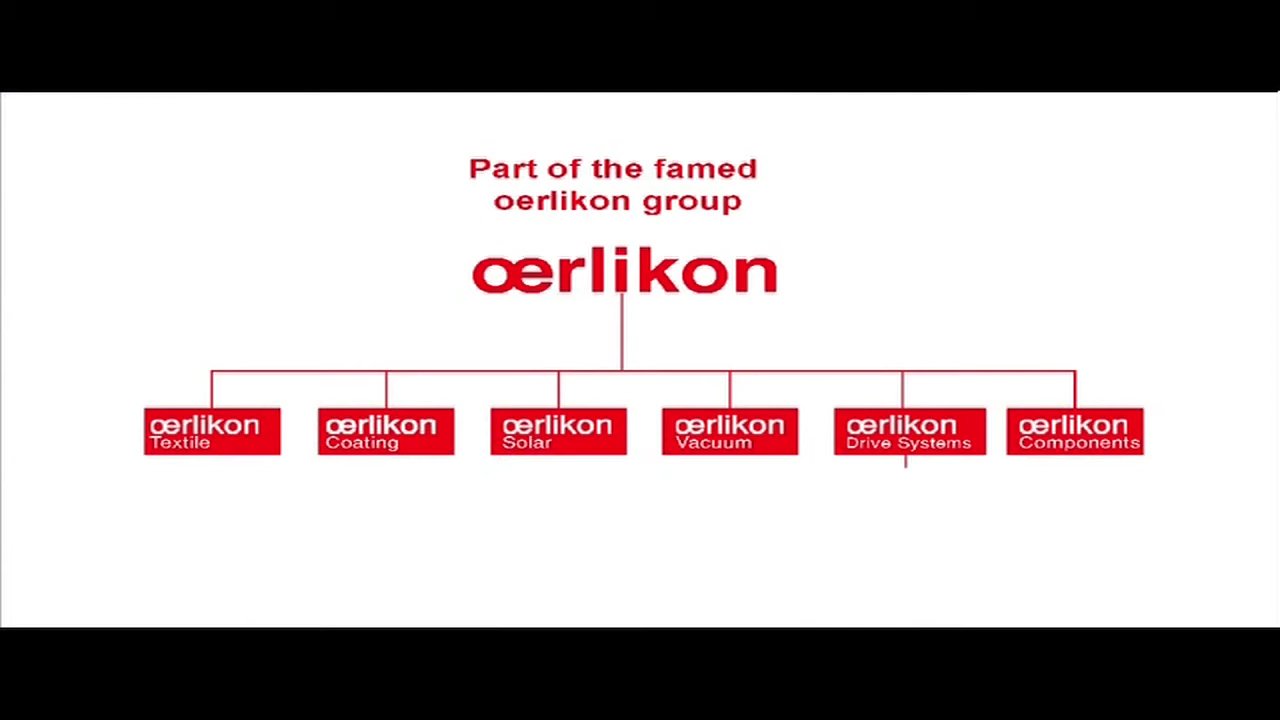 Part of the famed
oerlikon group
œrlikon
œrlikon
Textile
œrlikon
Coating
œrlikon
Solar
œrlikon
Vacuum
œrlikon
Drive Systems
œrlikon
Components